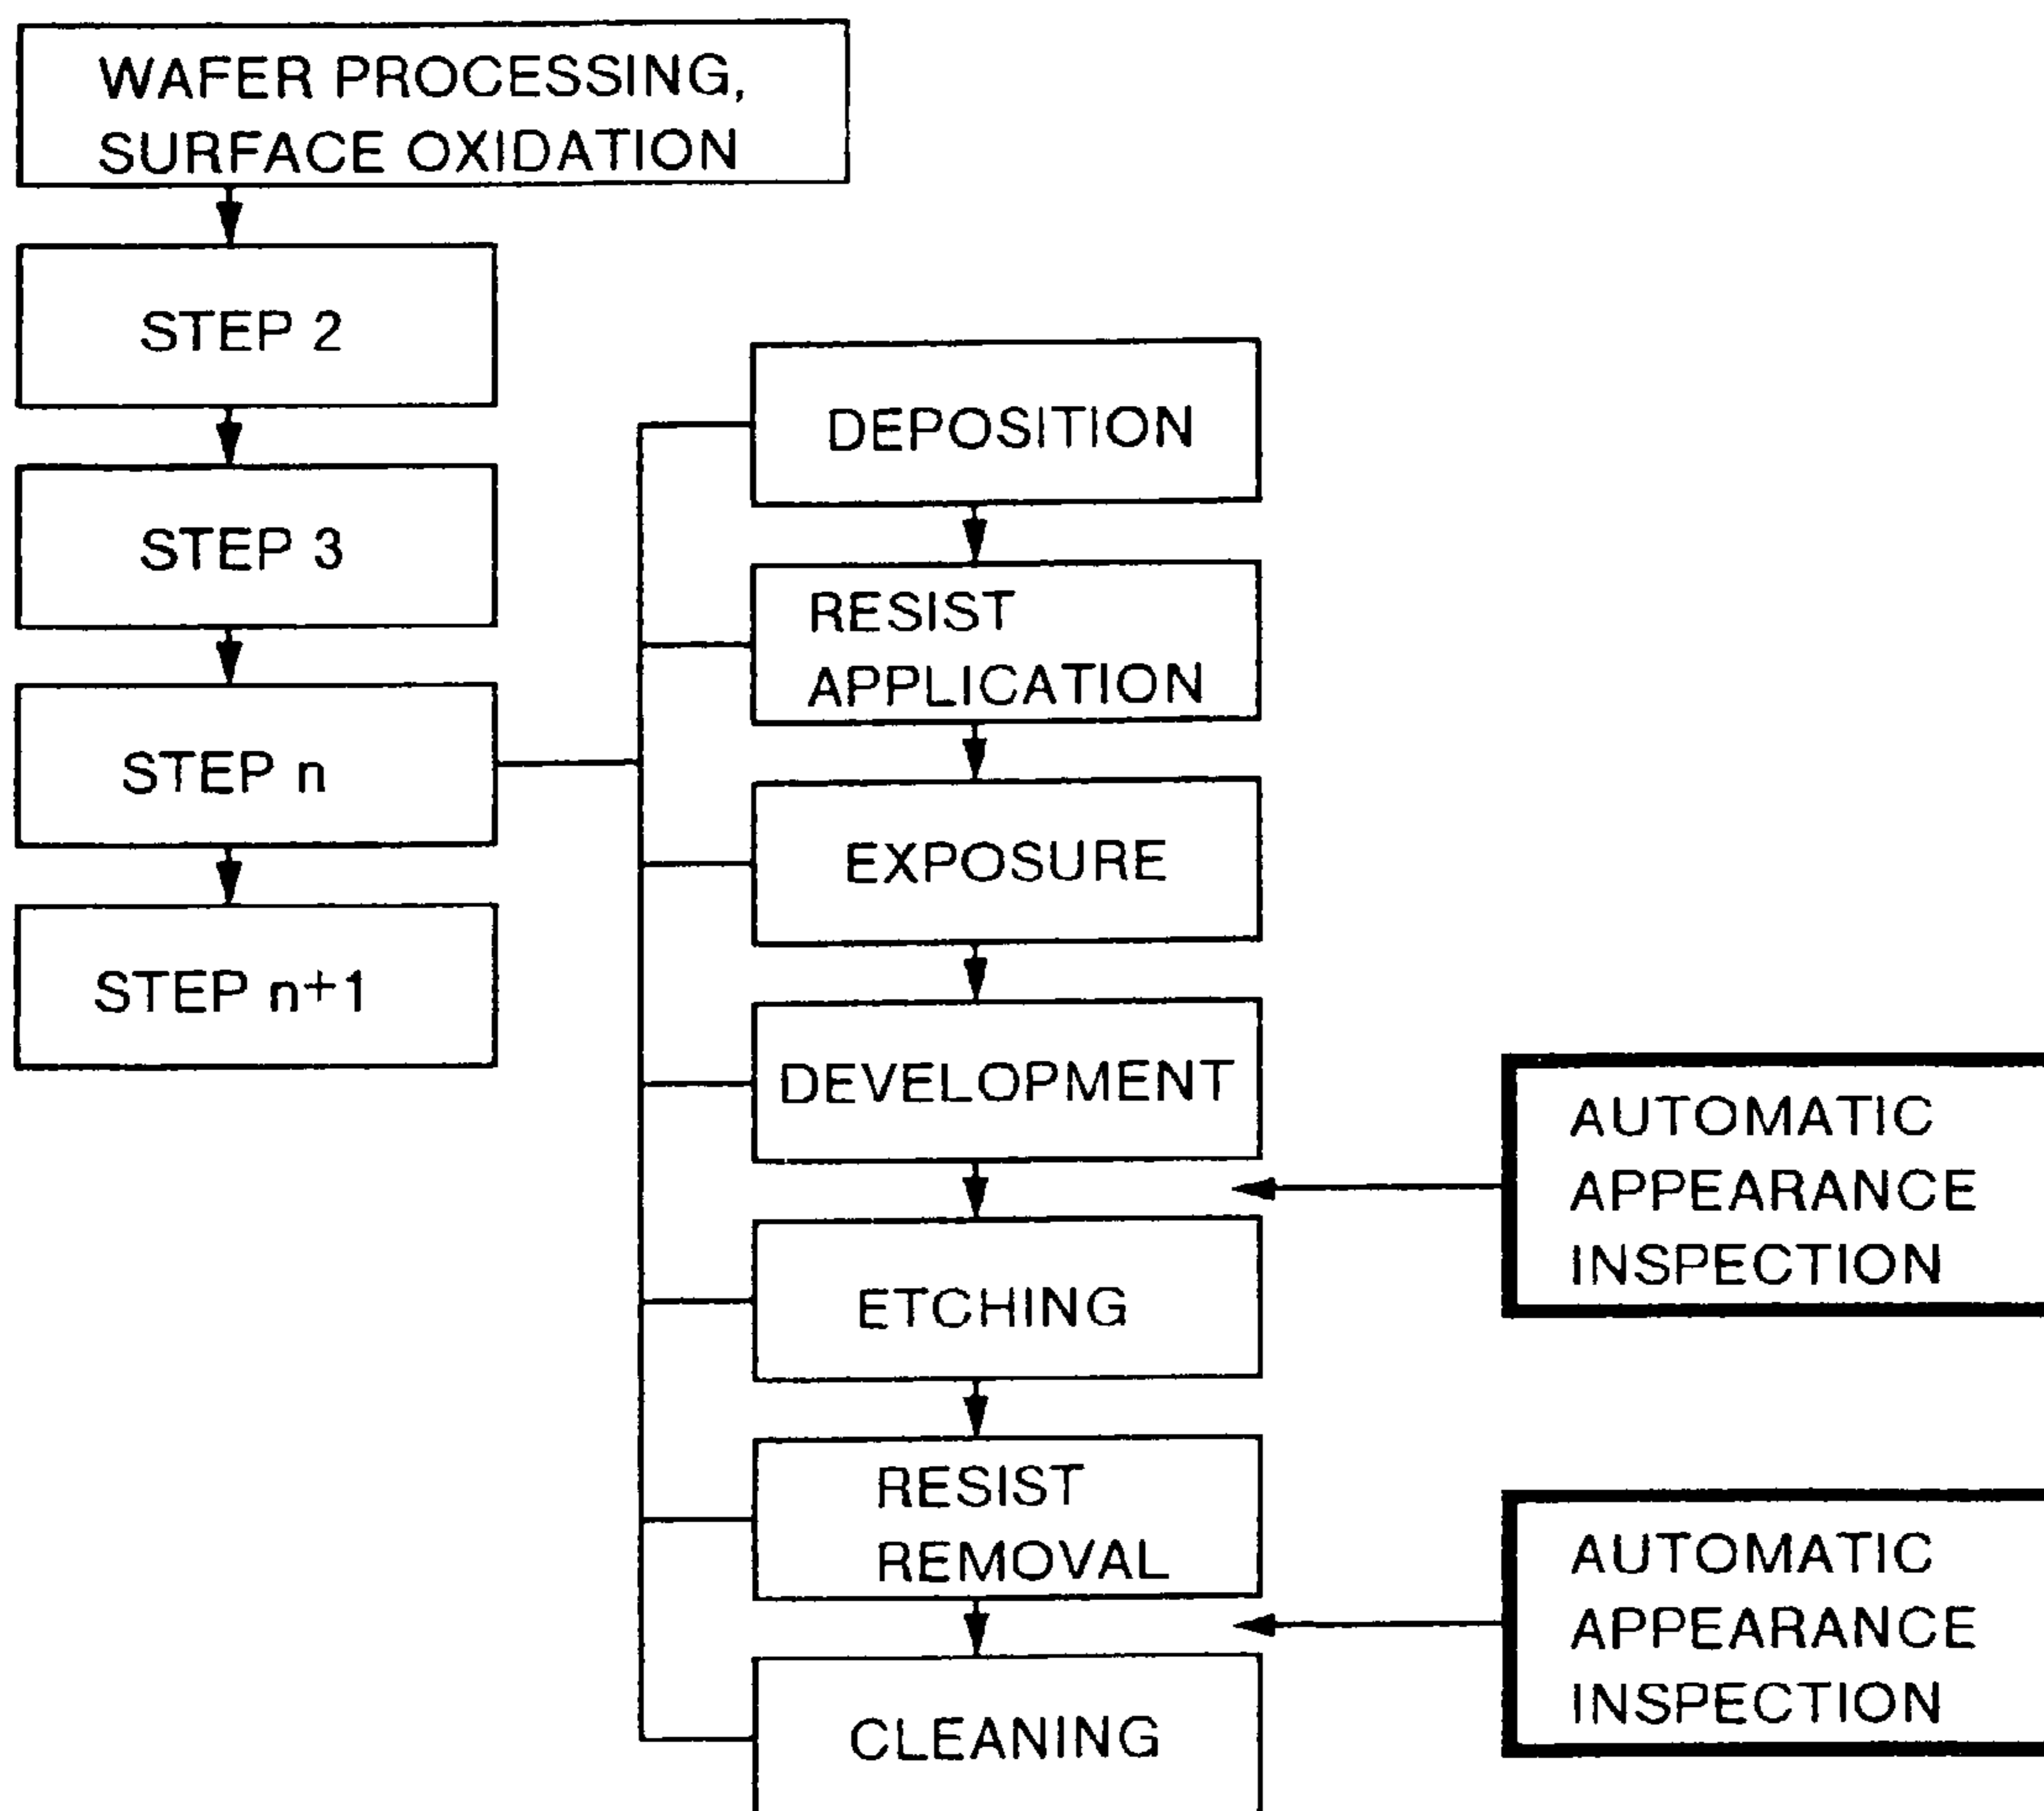 WAFER PROCESSING,
SURFACE OXIDATION
STEP 2
STEP 3
STEP n
STEP n+1
DEPOSITION
RESIST
APPLICATION
EXPOSURE
DEVELOPMENT
ETCHING
RESIST
REMOVAL
CLEANING
AUTOMATIC
APPEARANCE
INSPECTION
AUTOMATIC
APPEARANCE
INSPECTION